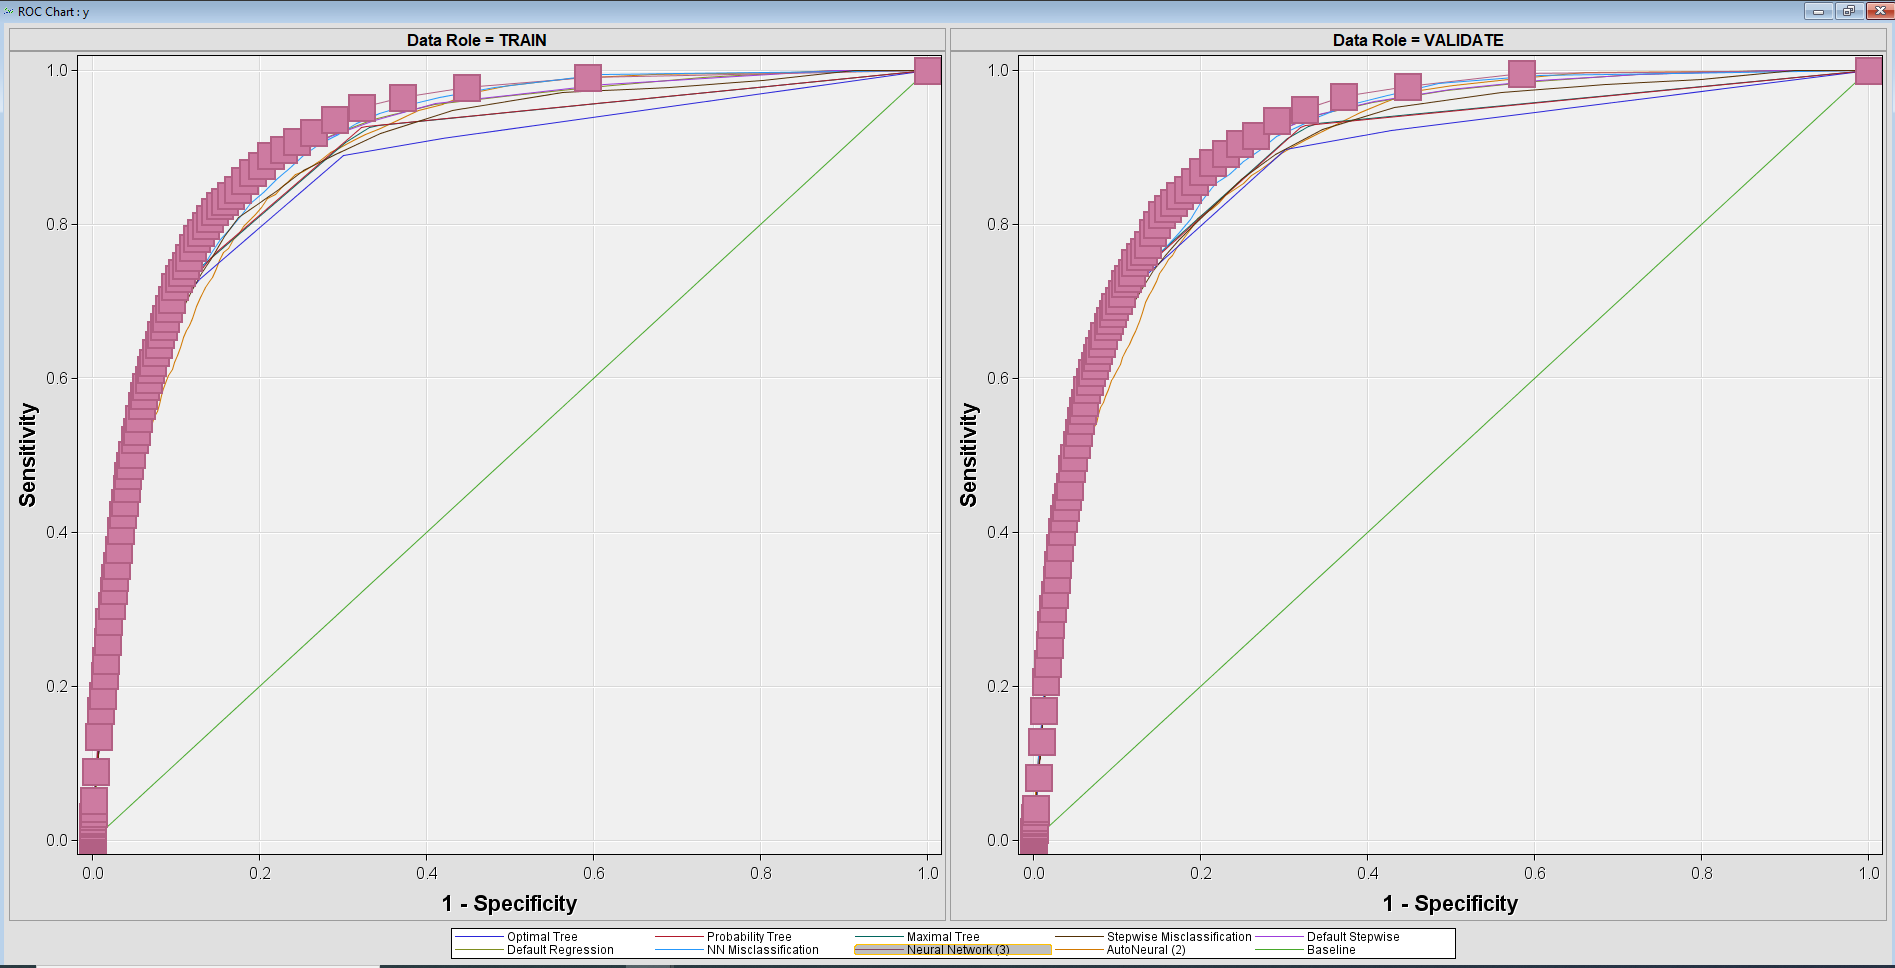 ROC Chart : y
Data Role = TRAIN
1.0
0.8
0.6
0.4
0.2
0.0
Sensitivity
0.0 0.2 0.4 0.6 0.8 1.0
1 - Specificity
Data Role = VALIDATE
1.0
0.8
0.6
0.4
0.2
0.0
Sensitivity
0.0 0.2 0.4 0.6 0.8 1.0
1 - Specificity
Optimal Tree Probability Tree Maximal Tree Stepwise Misclassification Default Stepwise
Default Regression NN Misclassification Neural Network (3) AutoNeural (2) Baseline